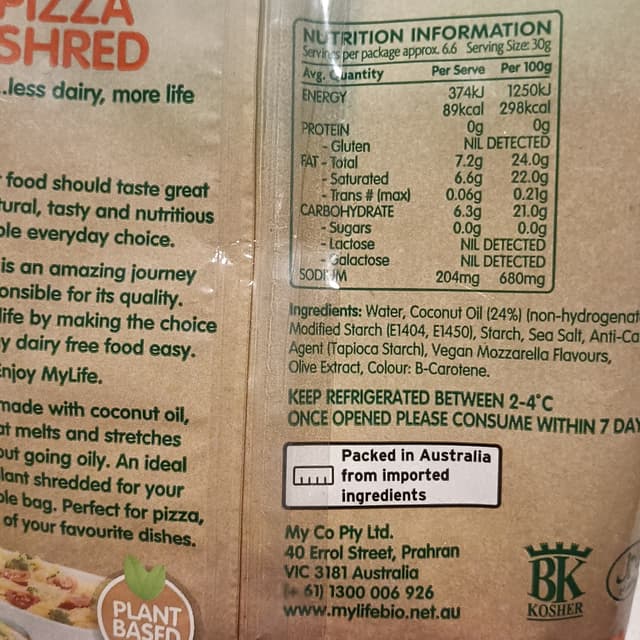 PIZZA
SHRED
..less dairy, more life
food should taste great
tural, tasty and nutritious
ble everyday choice.
is an amazing journey
onsible for its quality.
life by making the choice
y dairy free food easy.
Enjoy MyLife.
made with coconut oil,
at melts and stretches
out going oily. An ideal
lant shredded for your
ble bag. Perfect for pizza,
of your favourite dishes.
PLANT
BASED
NUTRITION INFORMATION
Servings per package approx. 6.6 Serving Size: 30g
Avg. Quantity Per Serve Per 100g
ENERGY 374kJ 1250kJ
89kcal 298kcal
PROTEIN 0g 0g
- Gluten NIL DETECTED
FAT - Total 7.2g 24.0g
- Saturated 6.6g 22.0g
- Trans # (max) 0.06g 0.21g
CARBOHYDRATE 6.3g 21.0g
- Sugars 0.0g 0.0g
- Lactose NIL DETECTED
- Galactose NIL DETECTED
SODIUM 204mg 680mg
Ingredients: Water, Coconut Oil (24%) (non-hydrogenat
Modified Starch (E1404, E1450), Starch, Sea Salt, Anti-Ca
Agent (Tapioca Starch), Vegan Mozzarella Flavours,
Olive Extract, Colour: B-Carotene.
KEEP REFRIGERATED BETWEEN 2-4°C
ONCE OPENED PLEASE CONSUME WITHIN 7 DAY
Packed in Australia
from imported
ingredients
My Co Pty Ltd.
40 Errol Street, Prahran
VIC 3181 Australia
(+ 61) 1300 006 926
www.mylifebio.net.au
BK
KOSHER